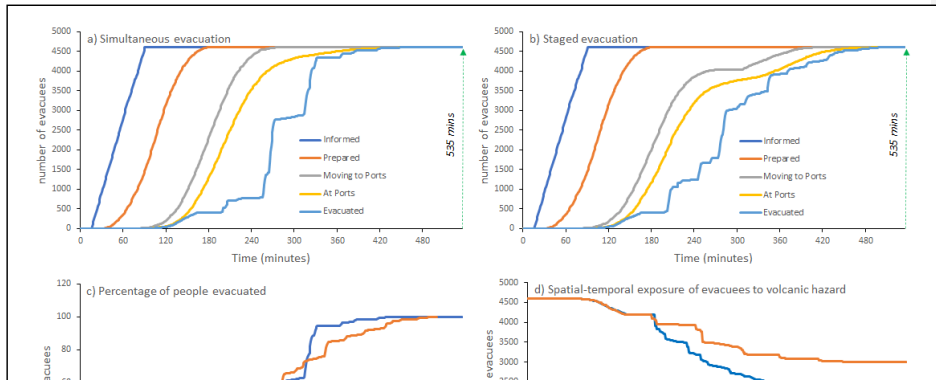 a) Simultaneous evacuation
5000
4500
4000
3500
3000
2500
2000
1500
1000
500
0
number of evacuees
0 60 120 180 240 300 360 420 480
Time (minutes)
Informed
Prepared
Moving to Ports
At Ports
Evacuated
535 mins
b) Staged evacuation
5000
4500
4000
3500
3000
2500
2000
1500
1000
500
0
number of evacuees
0 60 120 180 240 300 360 420 480
Time (minutes)
Informed
Prepared
Moving to Ports
At Ports
Evacuated
535 mins
c) Percentage of people evacuated
120
100
80
d) Spatial-temporal exposure of evacuees to volcanic hazard
5000
4500
4000
3500
3000
evacuees